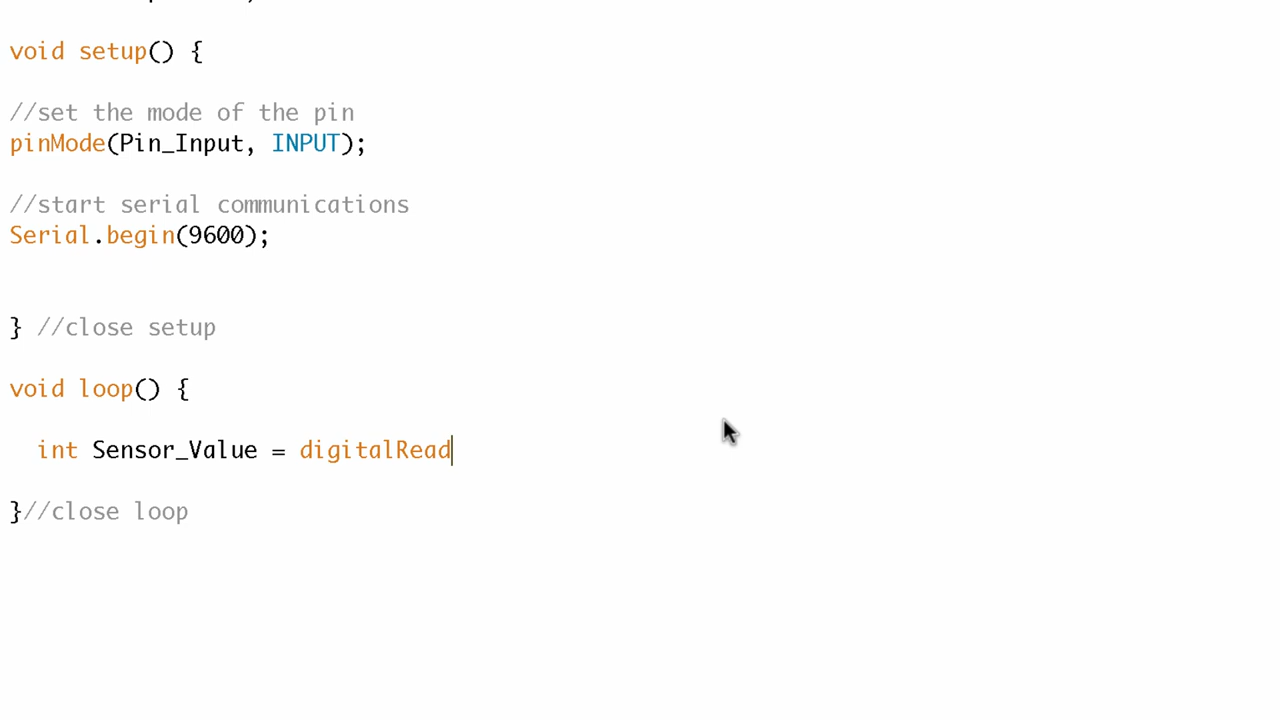 void setup() {
//set the mode of the pin
pinMode(Pin_Input, INPUT);
//start serial communications
Serial.begin(9600);
} //close setup
void loop() {
int Sensor_Value = digitalRead
}//close loop